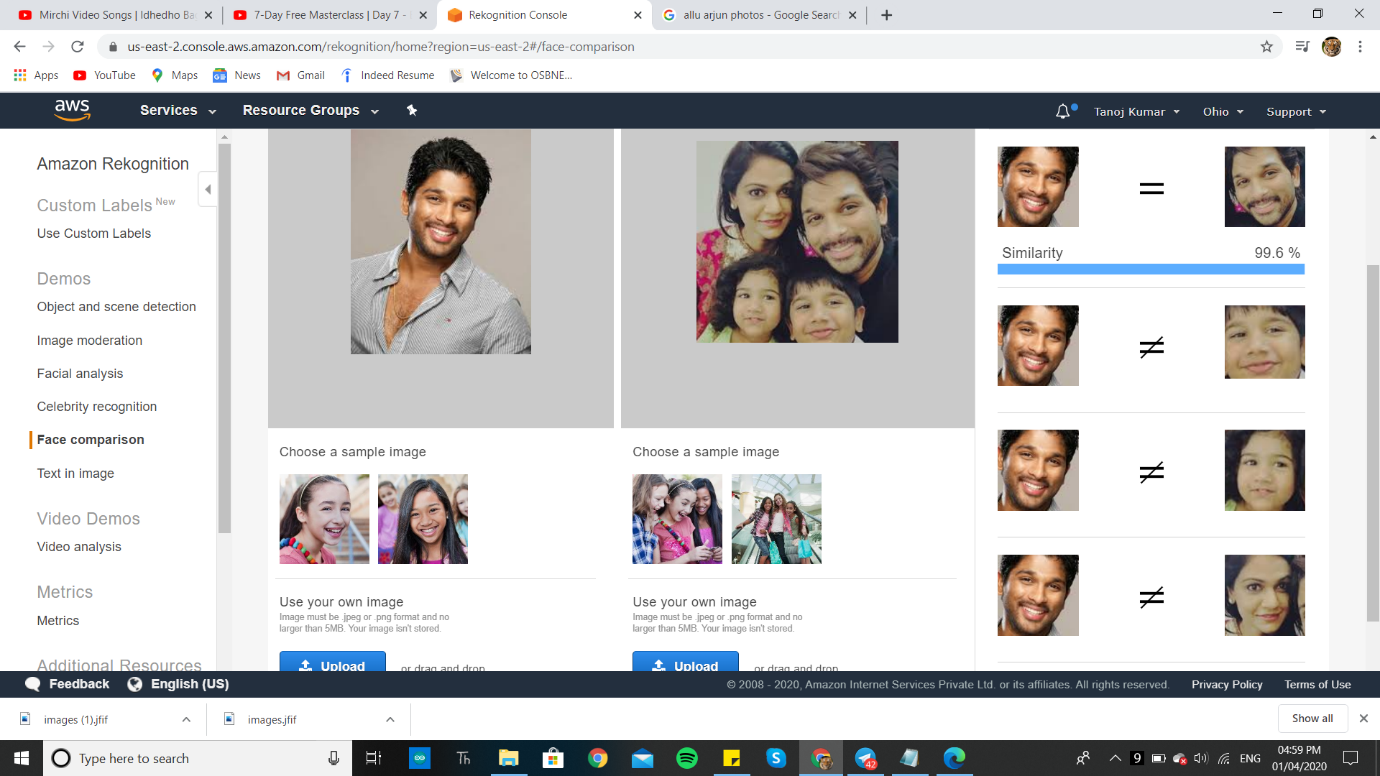 Mirchi Video Songs | Idhedho Ba
7-Day Free Masterclass | Day 7 -
Rekognition Console
allu arjun photos - Google Search
us-east-2.console.aws.amazon.com/rekognition/home?region=us-east-2#/face-comparison
Apps
YouTube
Maps
News
Gmail
Indeed Resume
Welcome to OSBNE...
aws
Services
Resource Groups
Tanoj Kumar
Ohio
Support
Amazon Rekognition
Custom Labels New
Use Custom Labels
Demos
Object and scene detection
Image moderation
Facial analysis
Celebrity recognition
Face comparison
Text in image
Video Demos
Video analysis
Metrics
Metrics
Additional Resources
Choose a sample image
Use your own image
Image must be .jpeg or .png format and no
larger than 5MB. Your image isn't stored.
Upload
or drag and drop
Choose a sample image
Use your own image
Image must be .jpeg or .png format and no
larger than 5MB. Your image isn't stored.
Upload
or drag and drop
=
Similarity 99.6 %
≠
≠
≠
Feedback
English (US)
© 2008 - 2020, Amazon Internet Services Private Ltd. or its affiliates. All rights reserved.
Privacy Policy
Terms of Use
images (1).jfif
images.jfif
Show all
Type here to search
Th
42
9
ENG
04:59 PM
01/04/2020